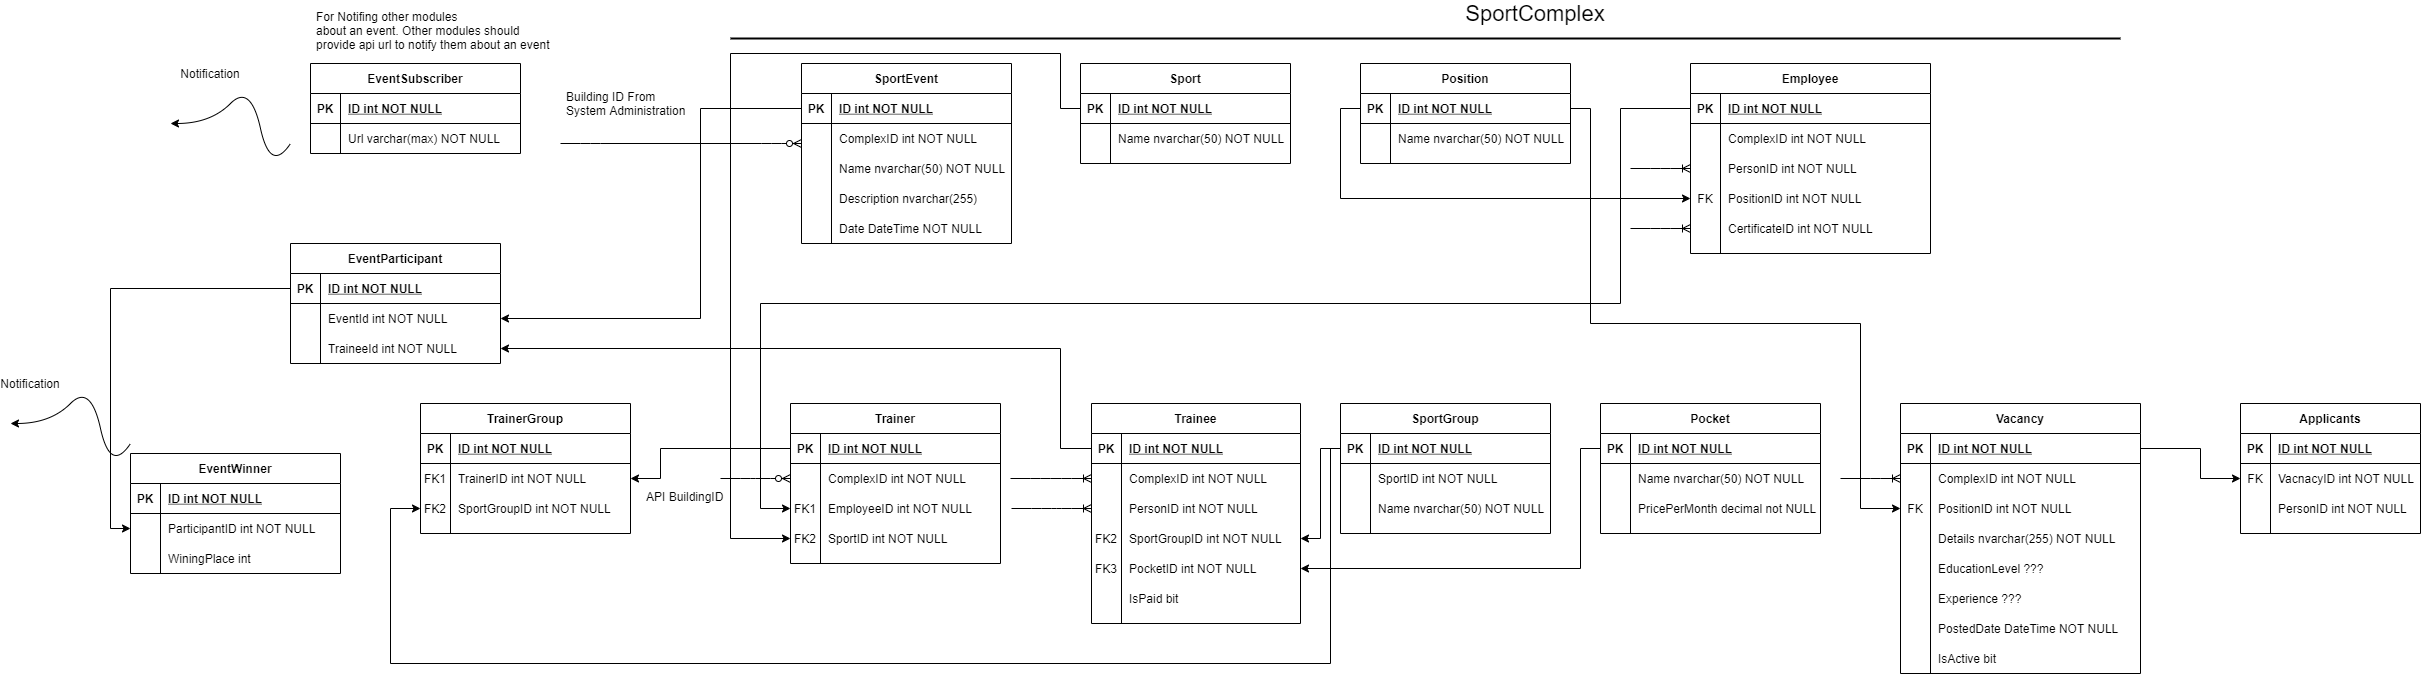 SportComplex
For Notifing other modules
about an event. Other modules should
provide api url to notify them about an event
Notification
EventSubscriber
PK ID int NOT NULL
Url varchar(max) NOT NULL
Building ID From
System Administration
SportEvent
PK ID int NOT NULL
ComplexID int NOT NULL
Name nvarchar(50) NOT NULL
Description nvarchar(255)
Date DateTime NOT NULL
Sport
PK ID int NOT NULL
Name nvarchar(50) NOT NULL
Position
PK ID int NOT NULL
Name nvarchar(50) NOT NULL
Employee
PK ID int NOT NULL
ComplexID int NOT NULL
PersonID int NOT NULL
FK PositionID int NOT NULL
CertificateID int NOT NULL
EventParticipant
PK ID int NOT NULL
EventId int NOT NULL
TraineeId int NOT NULL
Notification
EventWinner
PK ID int NOT NULL
ParticipantID int NOT NULL
WiningPlace int
TrainerGroup
PK ID int NOT NULL
FK1 TrainerID int NOT NULL
FK2 SportGroupID int NOT NULL
API BuildingID
Trainer
PK ID int NOT NULL
ComplexID int NOT NULL
FK1 EmployeeID int NOT NULL
FK2 SportID int NOT NULL
Trainee
PK ID int NOT NULL
ComplexID int NOT NULL
PersonID int NOT NULL
FK2 SportGroupID int NOT NULL
FK3 PocketID int NOT NULL
IsPaid bit
SportGroup
PK ID int NOT NULL
SportID int NOT NULL
Name nvarchar(50) NOT NULL
Pocket
PK ID int NOT NULL
Name nvarchar(50) NOT NULL
PricePerMonth decimal not NULL
Vacancy
PK ID int NOT NULL
ComplexID int NOT NULL
FK PositionID int NOT NULL
Details nvarchar(255) NOT NULL
EducationLevel ???
Experience ???
PostedDate DateTime NOT NULL
IsActive bit
Applicants
PK ID int NOT NULL
FK VacnacyID int NOT NULL
PersonID int NOT NULL